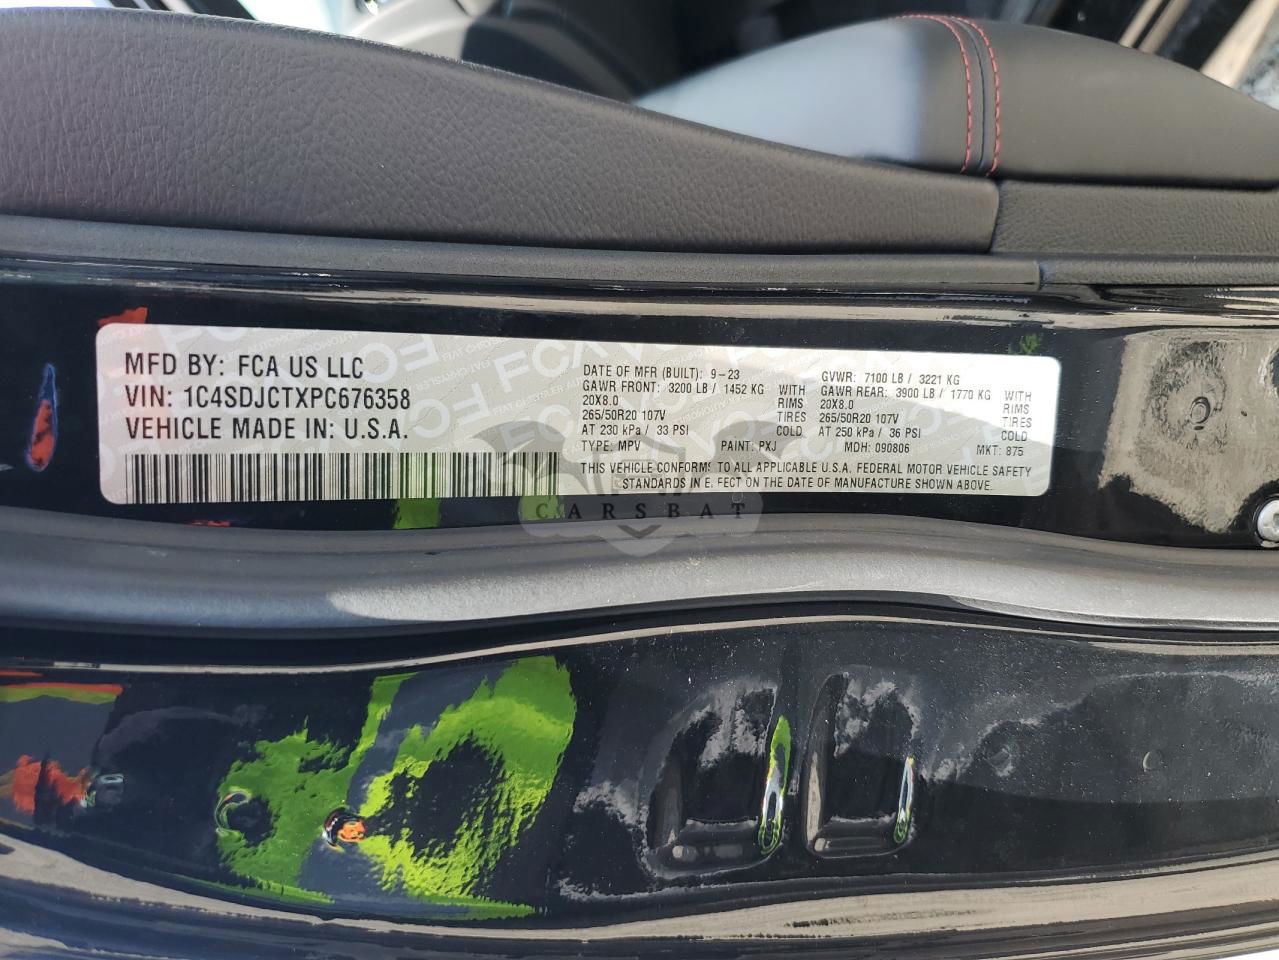 MFD BY: FCA US LLC
VIN: 1C4SDJCTXPC676358
VEHICLE MADE IN: U.S.A.
DATE OF MFR (BUILT): 9-23 GVWR: 7100 LB / 3221 KG
GAWR FRONT: 3200 LB / 1452 KG WITH GAWR REAR: 3900 LB / 1770 KG WITH
20X8.0 RIMS 20X8.0 RIMS
265/50R20 107V TIRES 265/50R20 107V TIRES
AT 230 kPa / 33 PSI COLD AT 250 kPa / 36 PSI COLD
TYPE: MPV PAINT: PXJ MDH: 090806 MKT: 875
THIS VEHICLE CONFORMS TO ALL APPLICABLE U.S.A. FEDERAL MOTOR VEHICLE SAFETY
STANDARDS IN EFFECT ON THE DATE OF MANUFACTURE SHOWN ABOVE.
CARSBAT